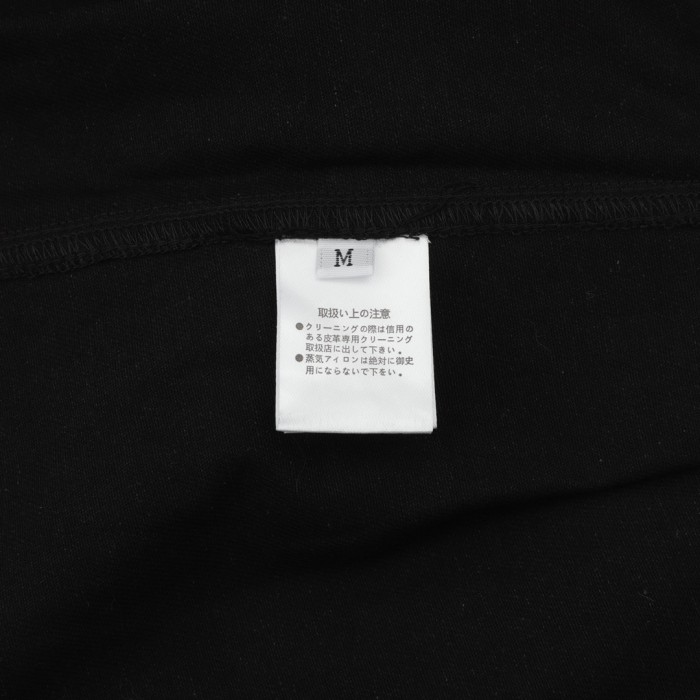 M
取扱い上の注意
●クリーニングの際は信用の
ある皮革専用クリーニング
取扱店に出して下きい。
●蒸気アイロンは絶対に御史
用にならないで下をい。